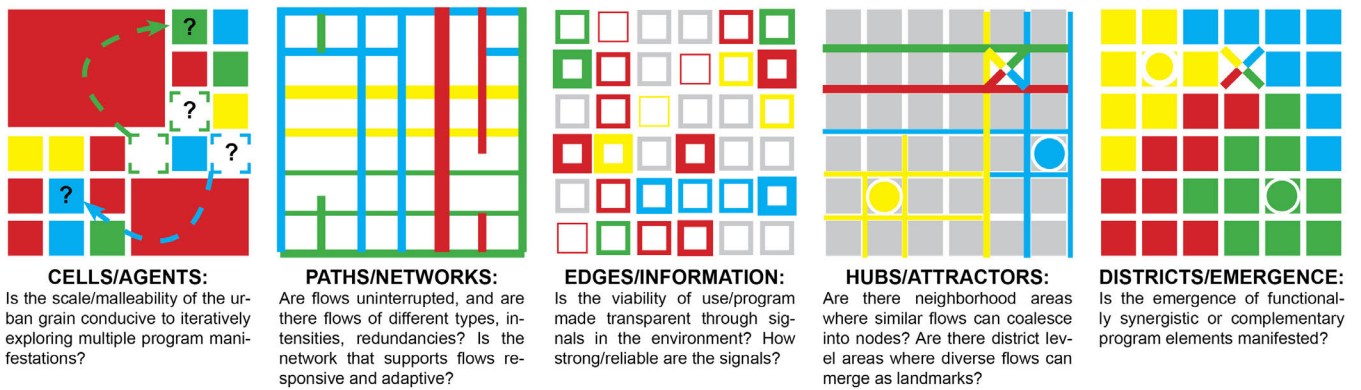 ?
?
?
?
CELLS/AGENTS:
Is the scale/malleability of the ur-
ban grain conducive to iteratively
exploring multiple program mani-
festations?
PATHS/NETWORKS:
Are flows uninterrupted, and are
there flows of different types, in-
tensities, redundancies? Is the
network that supports flows re-
sponsive and adaptive?
EDGES/INFORMATION:
Is the viability of use/program
made transparent through sig-
nals in the environment? How
strong/reliable are the signals?
HUBS/ATTRACTORS:
Are there neighborhood areas
where similar flows can coalesce
into nodes? Are there district lev-
el areas where diverse flows can
merge as landmarks?
DISTRICTS/EMERGENCE:
Is the emergence of functional-
ly synergistic or complementary
program elements manifested?